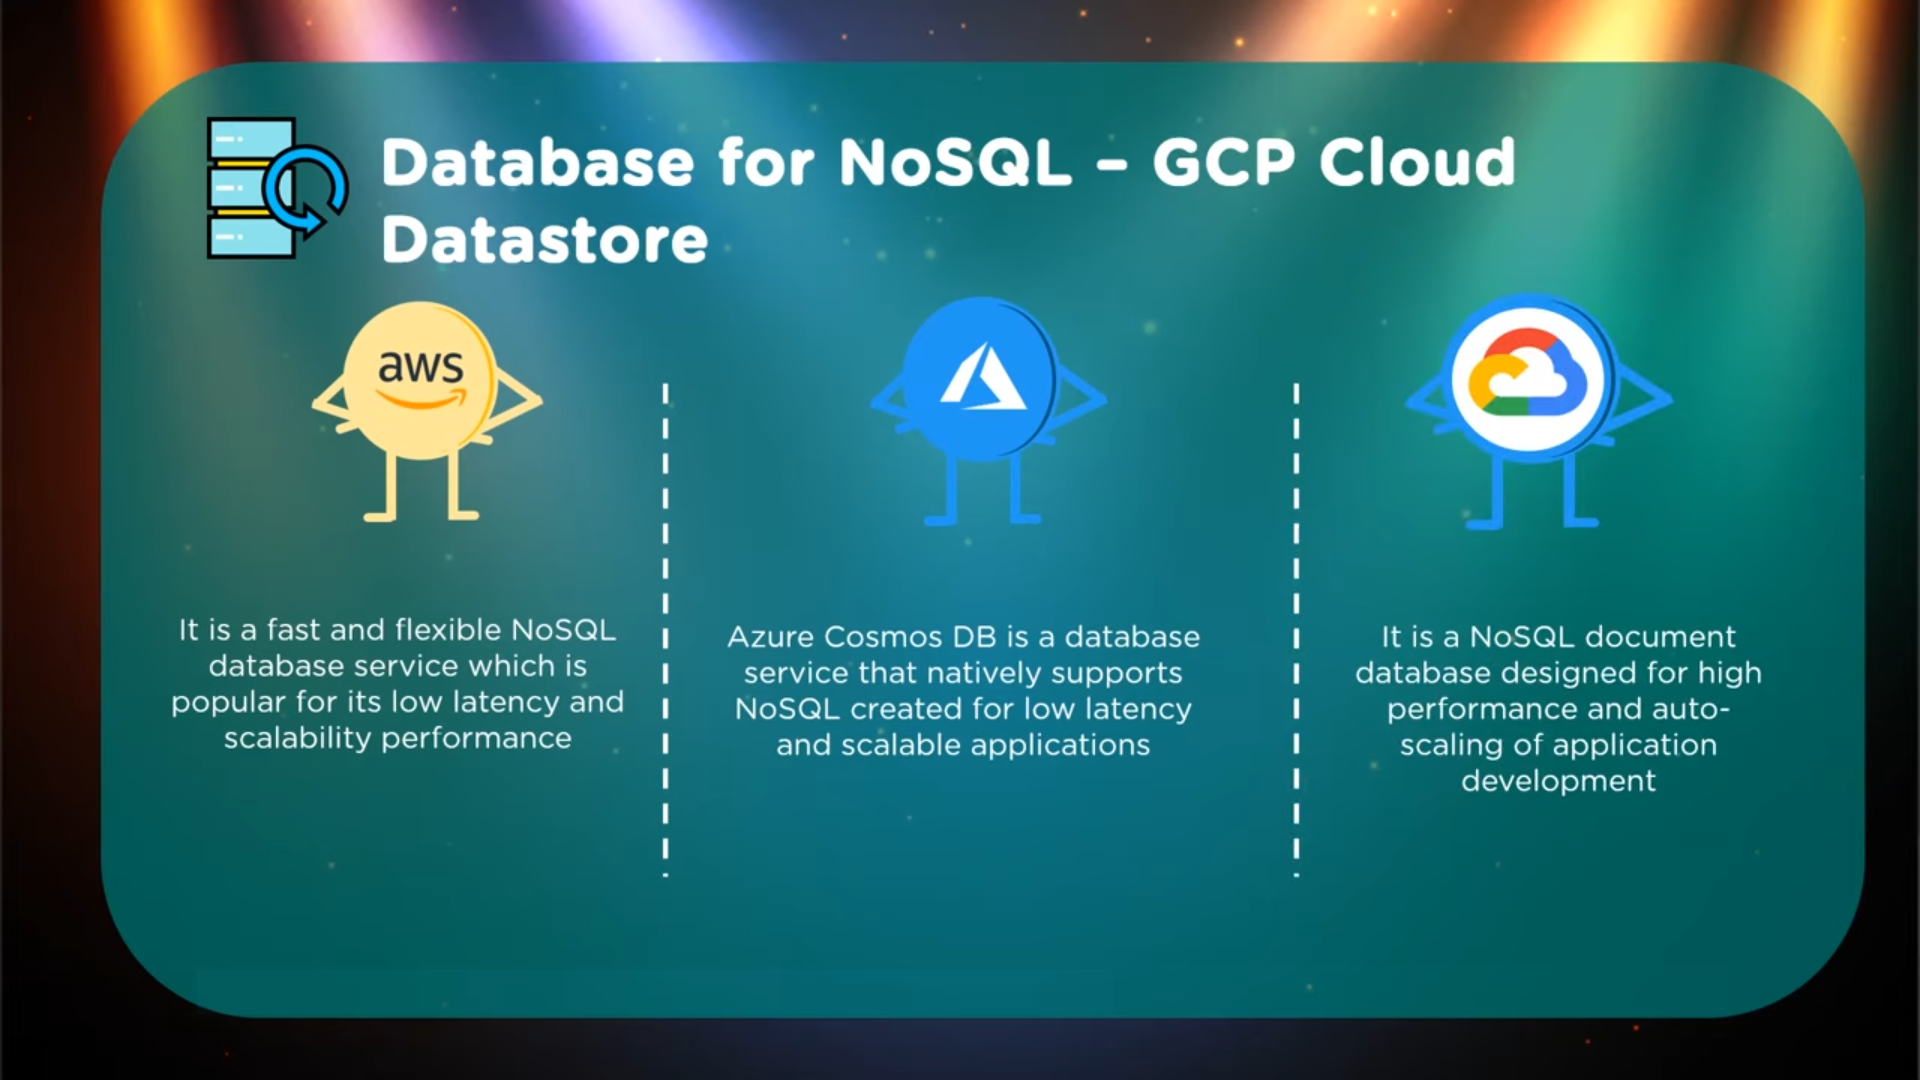 Database for NoSQL – GCP Cloud
Datastore
aws
It is a fast and flexible NoSQL
database service which is
popular for its low latency and
scalability performance
Azure Cosmos DB is a database
service that natively supports
NoSQL created for low latency
and scalable applications
It is a NoSQL document
database designed for high
performance and auto-
scaling of application
development